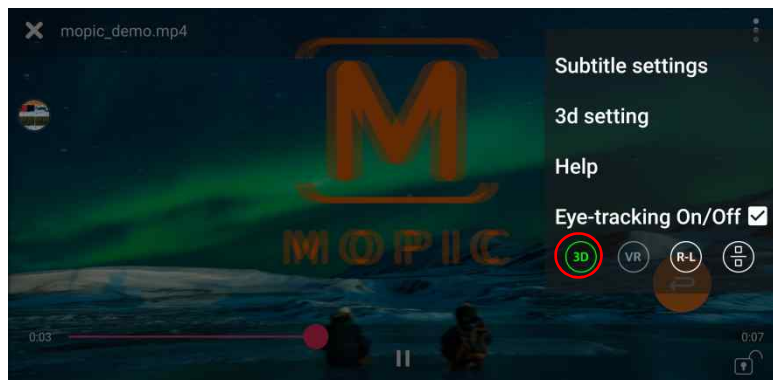 mopic_demo.mp4
M
MOPIC
Subtitle settings
3d setting
Help
Eye-tracking On/Off
3D VR R-L
0:03 0:07